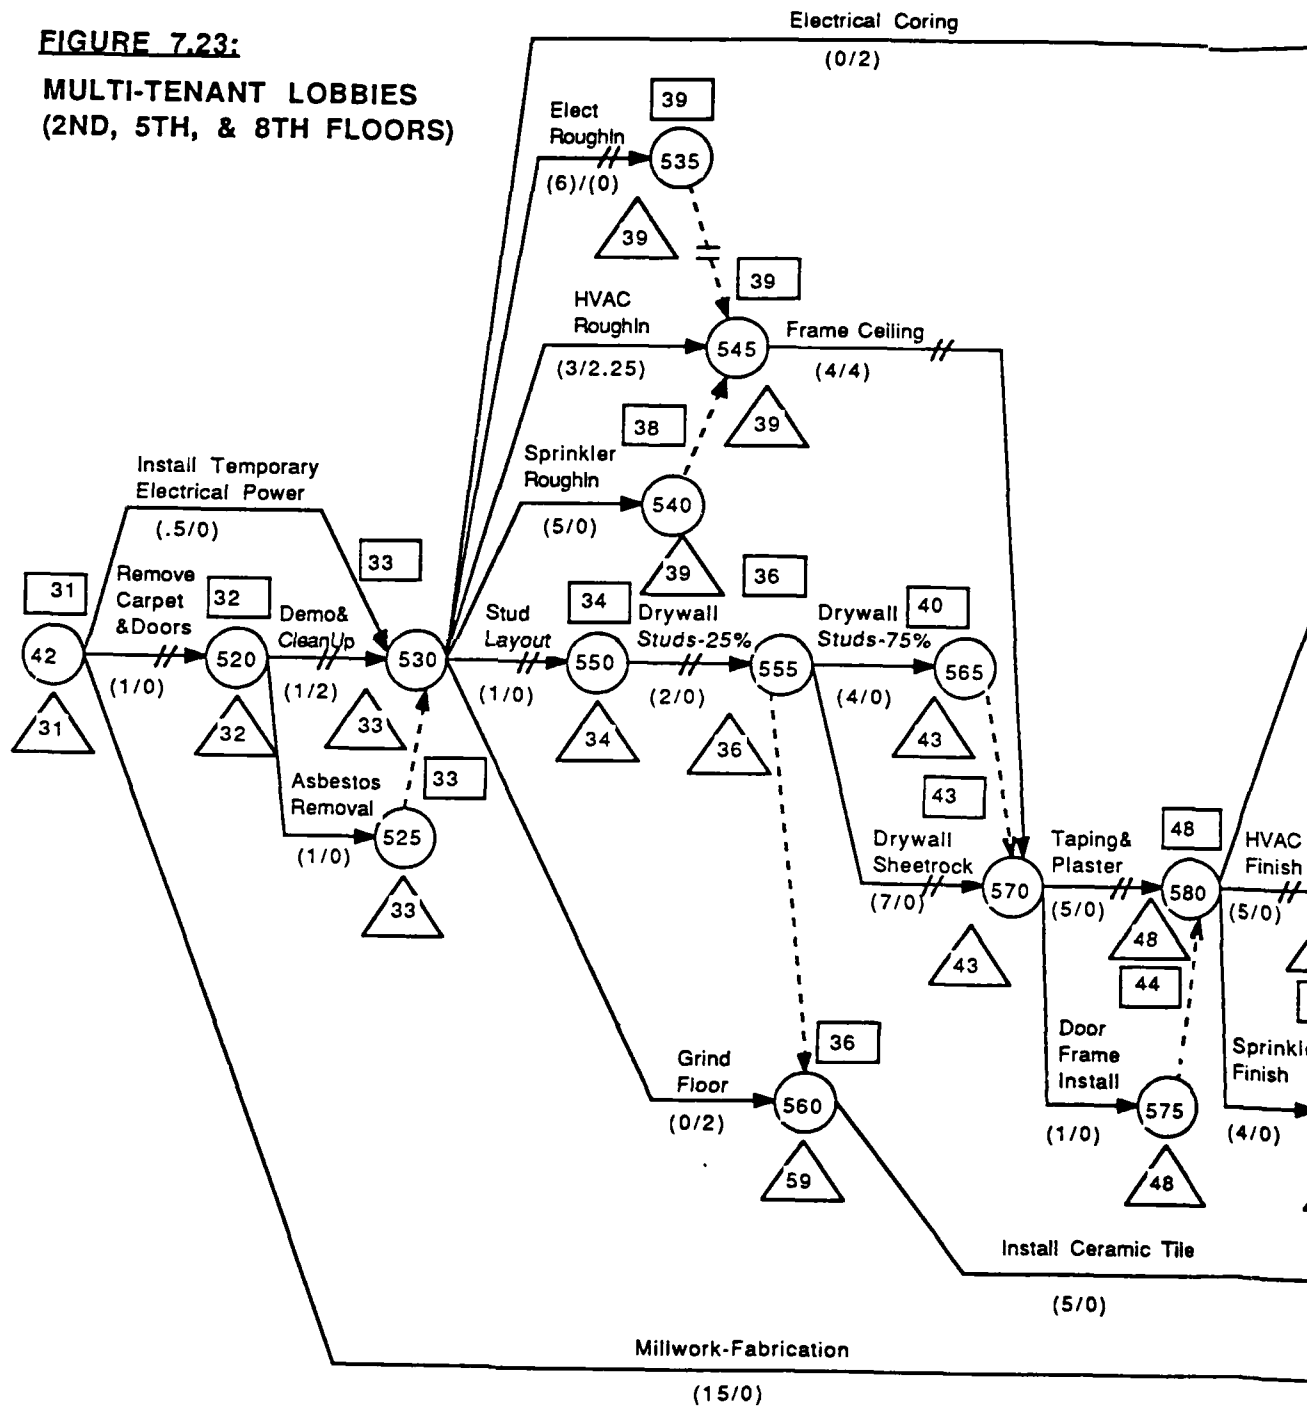 FIGURE 7.23:
MULTI-TENANT LOBBIES
(2ND, 5TH, & 8TH FLOORS)
Electrical Coring
(0/2)
Elect
RoughIn
(6)/(0)
39
535
39
HVAC
RoughIn
(3/2.25)
39
545
39
Frame Ceiling
(4/4)
Sprinkler
RoughIn
(5/0)
38
540
39
Install Temporary
Electrical Power
(.5/0)
31
42
31
Remove
Carpet
&Doors
(1/0)
32
520
32
Demo&
CleanUp
(1/2)
33
530
33
Asbestos
Removal
(1/0)
33
525
33
Stud
Layout
(1/0)
34
550
34
Drywall
Studs-25%
(2/0)
36
555
36
Drywall
Studs-75%
(4/0)
40
565
43
Drywall
Sheetrock
(7/0)
43
570
43
Taping&
Plaster
(5/0)
48
580
48
HVAC
Finish
(5/0)
Door
Frame
Install
(1/0)
44
575
48
Sprinkle
Finish
(4/0)
Grind
Floor
(0/2)
36
560
59
Install Ceramic Tile
(5/0)
Millwork-Fabrication
(15/0)